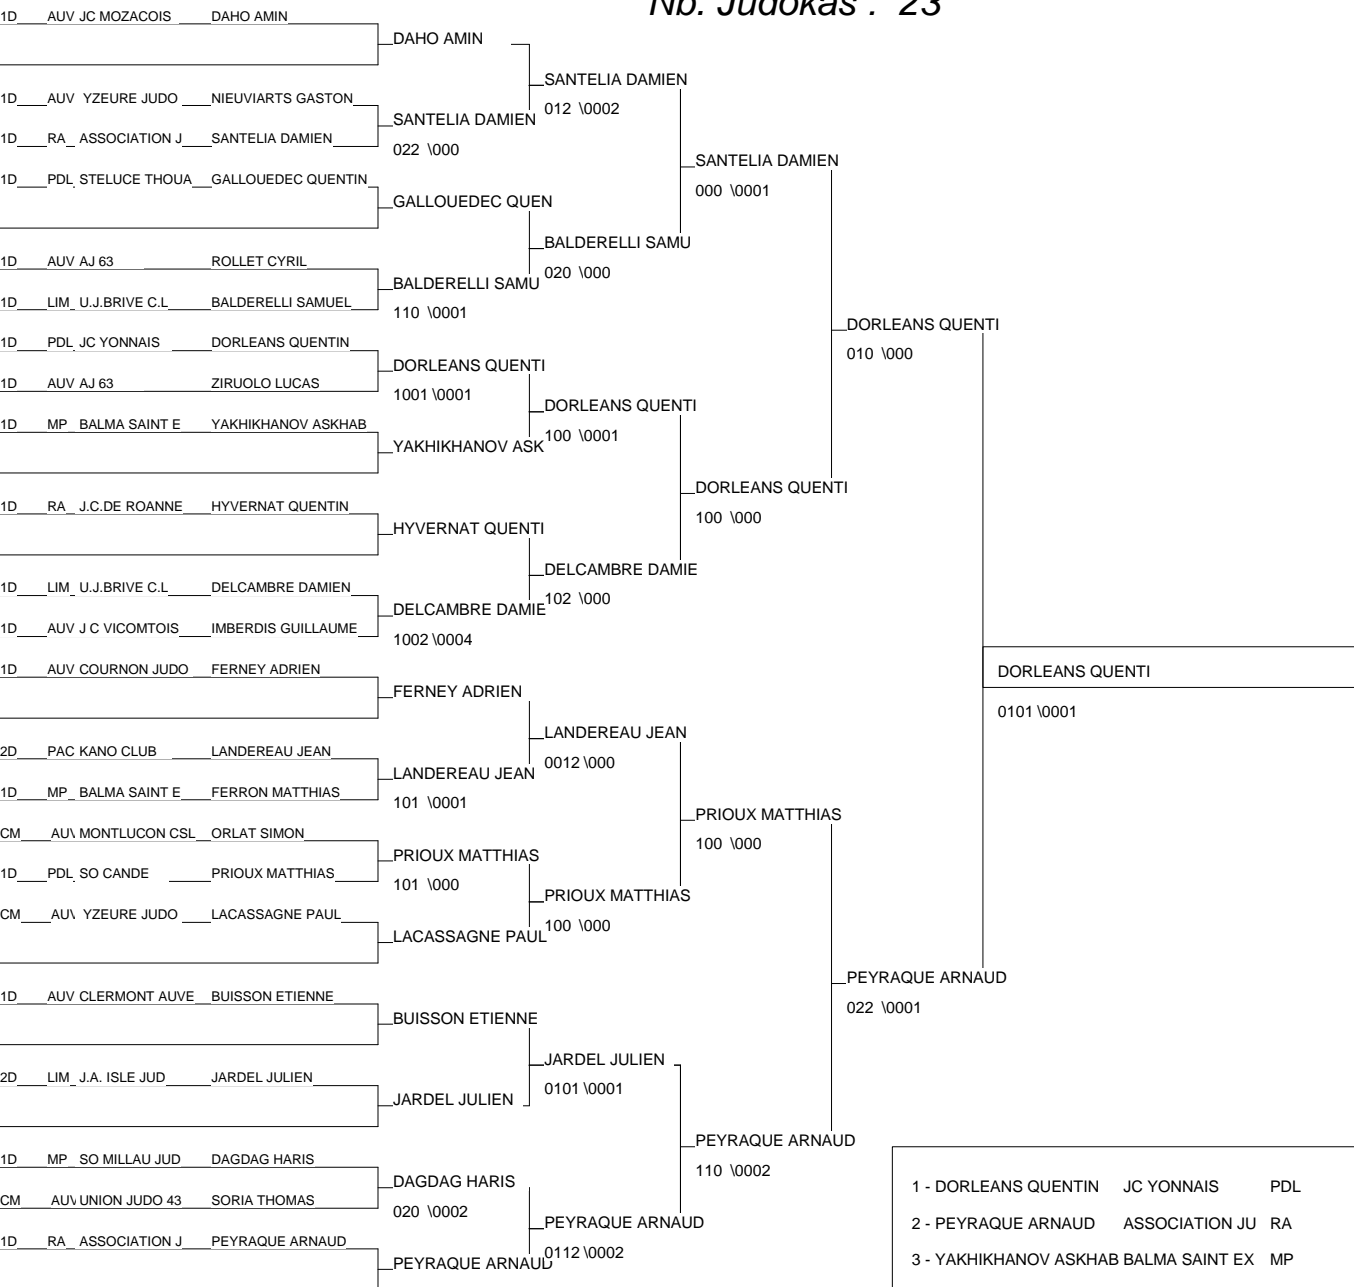 Nb. Judokas : 23
1D AUV JC MOZACOIS DAHO AMIN
DAHO AMIN
SANTELIA DAMIEN
012 \0002
1D AUV YZEURE JUDO NIEUVIARTS GASTON
SANTELIA DAMIEN
022 \000
1D RA ASSOCIATION J SANTELIA DAMIEN
SANTELIA DAMIEN
000 \0001
1D PDL STELUCE THOUA GALLOUEDEC QUENTIN
GALLOUEDEC QUEN
BALDERELLI SAMU
020 \000
1D AUV AJ 63 ROLLET CYRIL
BALDERELLI SAMU
110 \0001
1D LIM U.J.BRIVE C.L BALDERELLI SAMUEL
DORLEANS QUENTI
010 \000
1D PDL JC YONNAIS DORLEANS QUENTIN
DORLEANS QUENTI
1001 \0001
1D AUV AJ 63 ZIRUOLO LUCAS
DORLEANS QUENTI
100 \0001
1D MP BALMA SAINT E YAKHIKHANOV ASKHAB
YAKHIKHANOV ASK
DORLEANS QUENTI
100 \000
1D RA J.C.DE ROANNE HYVERNAT QUENTIN
HYVERNAT QUENTI
DELCAMBRE DAMIE
102 \000
1D LIM U.J.BRIVE C.L DELCAMBRE DAMIEN
DELCAMBRE DAMIE
1002 \0004
1D AUV J C VICOMTOIS IMBERDIS GUILLAUME
DORLEANS QUENTI
0101 \0001
1D AUV COURNON JUDO FERNEY ADRIEN
FERNEY ADRIEN
LANDEREAU JEAN
0012 \000
2D PAC KANO CLUB LANDEREAU JEAN
LANDEREAU JEAN
101 \0001
1D MP BALMA SAINT E FERRON MATTHIAS
PRIOUX MATTHIAS
100 \000
CM AU\ MONTLUCON CSL ORLAT SIMON
PRIOUX MATTHIAS
101 \000
1D PDL SO CANDE PRIOUX MATTHIAS
PRIOUX MATTHIAS
100 \000
CM AU\ YZEURE JUDO LACASSAGNE PAUL
LACASSAGNE PAUL
PEYRAQUE ARNAUD
022 \0001
1D AUV CLERMONT AUVE BUISSON ETIENNE
BUISSON ETIENNE
JARDEL JULIEN
0101 \0001
2D LIM J.A. ISLE JUD JARDEL JULIEN
JARDEL JULIEN
PEYRAQUE ARNAUD
110 \0002
1D MP SO MILLAU JUD DAGDAG HARIS
DAGDAG HARIS
020 \0002
CM AU\ UNION JUDO 43 SORIA THOMAS
PEYRAQUE ARNAUD
0112 \0002
1D RA ASSOCIATION J PEYRAQUE ARNAUD
PEYRAQUE ARNAUD
1 - DORLEANS QUENTIN JC YONNAIS PDL
2 - PEYRAQUE ARNAUD ASSOCIATION JU RA
3 - YAKHIKHANOV ASKHAB BALMA SAINT EX MP